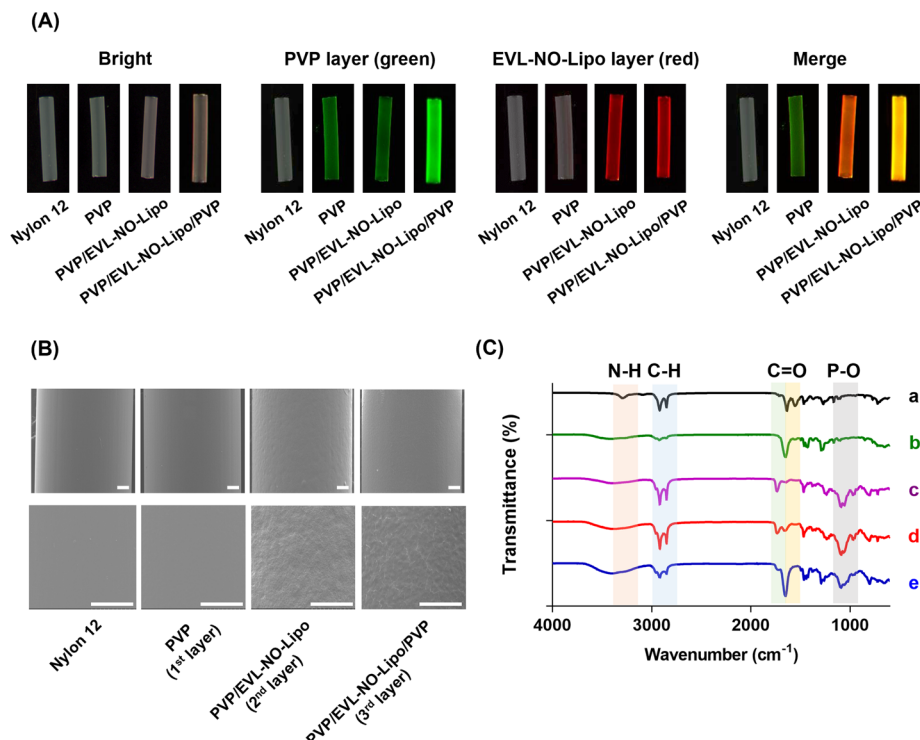 (A)
Bright
PVP layer (green)
EVL-NO-Lipo layer (red)
Merge
Nylon 12
PVP
PVP/EVL-NO-Lipo
PVP/EVL-NO-Lipo/PVP
Nylon 12
PVP
PVP/EVL-NO-Lipo
PVP/EVL-NO-Lipo/PVP
Nylon 12
PVP
PVP/EVL-NO-Lipo
PVP/EVL-NO-Lipo/PVP
Nylon 12
PVP
PVP/EVL-NO-Lipo
PVP/EVL-NO-Lipo/PVP
(B)
Nylon 12
PVP
(1st layer)
PVP/EVL-NO-Lipo
(2nd layer)
PVP/EVL-NO-Lipo/PVP
(3rd layer)
(C)
N-H C-H C=O P-O
a
b
c
d
e
Transmittance (%)
4000 3000 2000 1000
Wavenumber (cm⁻¹)